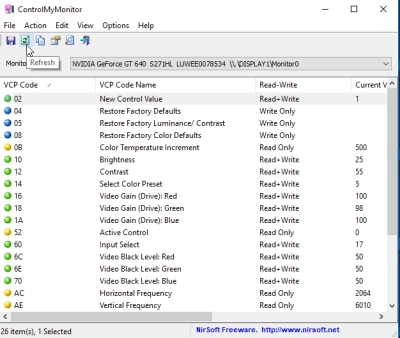 ControlMyMonitor
File Action Edit View Options Help
Refresh
Monito NVIDIA GeForce GT 640 S271HL LUWEE0078534 \\.\DISPLAY1\Monitor0
VCP Code VCP Code Name Read-Write Current V
02 New Control Value Read+Write 1
04 Restore Factory Defaults Write Only
05 Restore Factory Luminance/ Contrast Write Only
08 Restore Factory Color Defaults Write Only
0B Color Temperature Increment Read Only 500
10 Brightness Read+Write 25
12 Contrast Read+Write 55
14 Select Color Preset Read+Write 5
16 Video Gain (Drive): Red Read+Write 100
18 Video Gain (Drive): Green Read+Write 98
1A Video Gain (Drive): Blue Read+Write 100
52 Active Control Read Only 0
60 Input Select Read+Write 17
6C Video Black Level: Red Read+Write 50
6E Video Black Level: Green Read+Write 50
70 Video Black Level: Blue Read+Write 50
AC Horizontal Frequency Read Only 2064
AE Vertical Frequency Read Only 6010
26 item(s), 1 Selected NirSoft Freeware. http://www.nirsoft.net